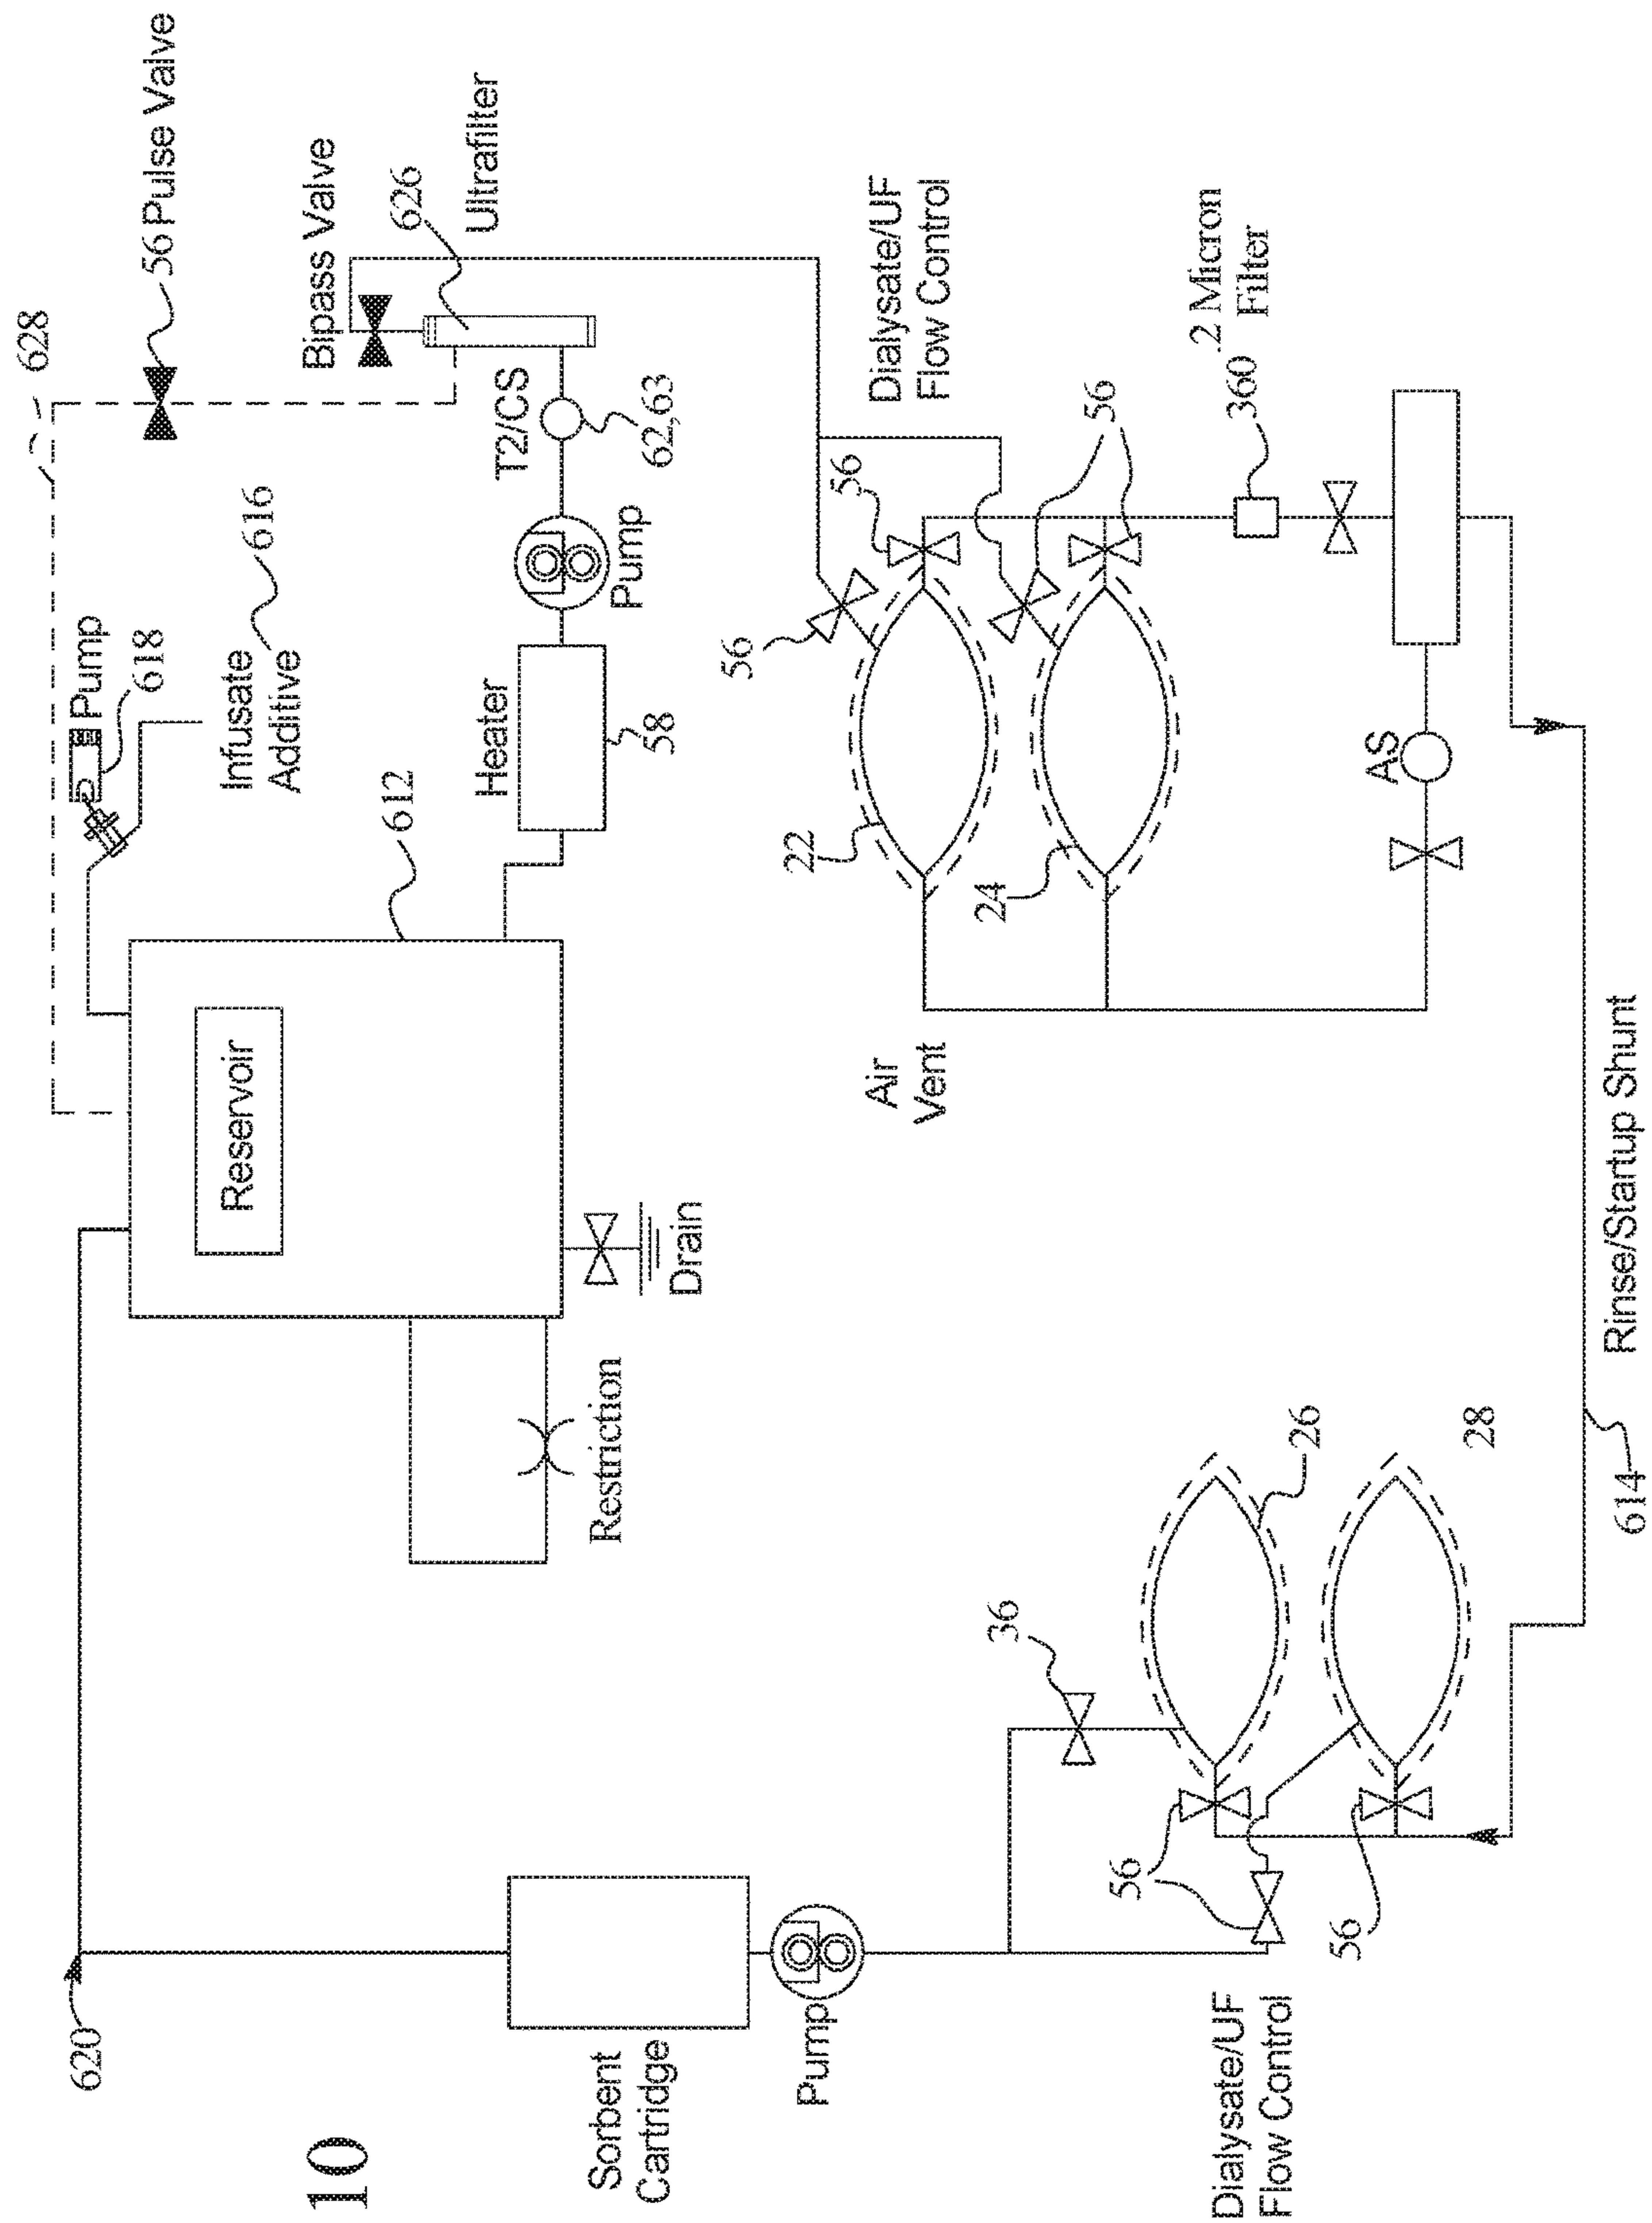 10
620
Sorbent
Cartridge
Pump
Dialysate/UF
Flow Control
56
56
36
26
28
614
Rinse/Startup Shunt
Restriction
Drain
Reservoir
612
Pump
618
Infusate
Additive
616
628
56 Pulse Valve
Bipass Valve
626
Ultrafilter
T2/CS
62,63
Pump
Heater
58
Dialysate/UF
Flow Control
56
56
56
22
24
Air
Vent
AS
360
.2 Micron
Filter